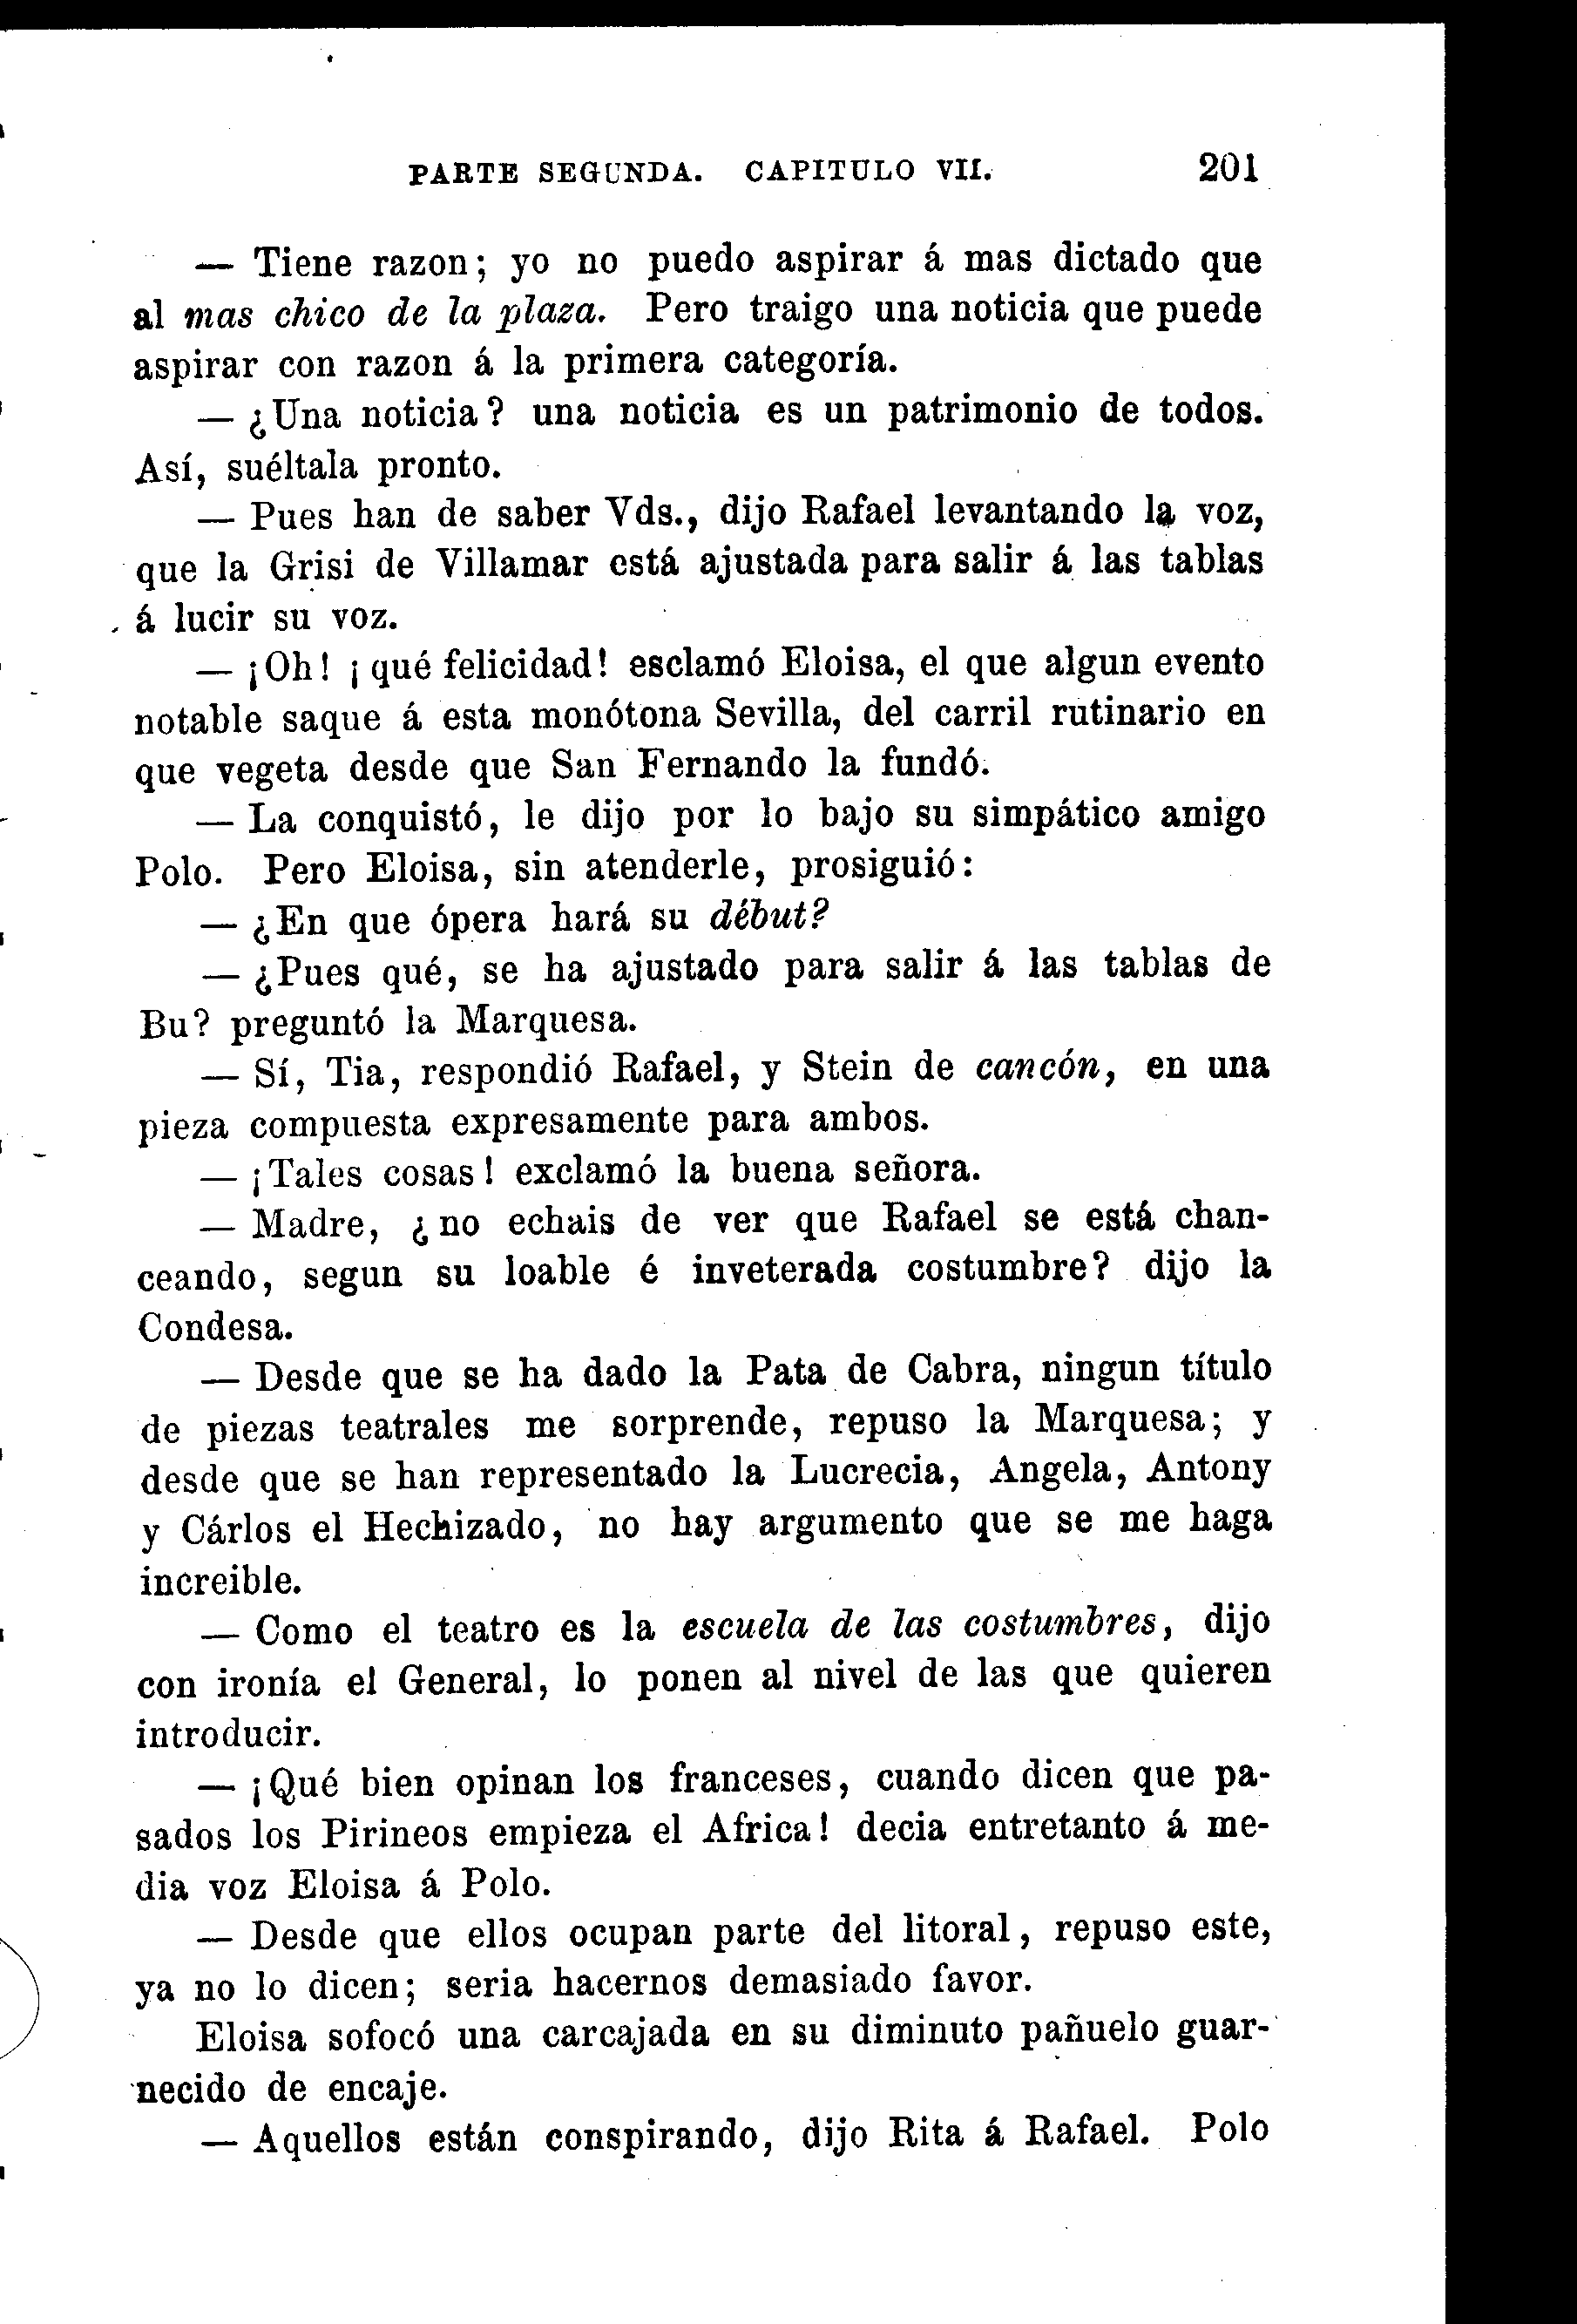 PARTE SEGUNDA. CAPITULO VII. 201
— Tiene razon; yo no puedo aspirar á mas dictado que
al mas chico de la plaza. Pero traigo una noticia que puede
aspirar con razon á la primera categoría.
— ¿Una noticia? una noticia es un patrimonio de todos.
Así, suéltala pronto.
— Pues han de saber Vds., dijo Rafael levantando la voz,
que la Grisi de Villamar está ajustada para salir á las tablas
á lucir su voz.
— ¡Oh! ¡qué felicidad! esclamó Eloisa, el que algun evento
notable saque á esta monótona Sevilla, del carril rutinario en
que vegeta desde que San Fernando la fundó.
— La conquistó, le dijo por lo bajo su simpático amigo
Polo. Pero Eloisa, sin atenderle, prosiguió:
— ¿En que ópera hará su début?
— ¿Pues qué, se ha ajustado para salir á las tablas de
Bu? preguntó la Marquesa.
— Sí, Tia, respondió Rafael, y Stein de cancón, en una
pieza compuesta expresamente para ambos.
— ¡Tales cosas! exclamó la buena señora.
— Madre, ¿no echais de ver que Rafael se está chan-
ceando, segun su loable é inveterada costumbre? dijo la
Condesa.
— Desde que se ha dado la Pata de Cabra, ningun título
de piezas teatrales me sorprende, repuso la Marquesa; y
desde que se han representado la Lucrecia, Angela, Antony
y Cárlos el Hechizado, no hay argumento que se me haga
increible.
— Como el teatro es la escuela de las costumbres, dijo
con ironía el General, lo ponen al nivel de las que quieren
introducir.
— ¡Qué bien opinan los franceses, cuando dicen que pa-
sados los Pirineos empieza el Africa! decia entretanto á me-
dia voz Eloisa á Polo.
— Desde que ellos ocupan parte del litoral, repuso este,
ya no lo dicen; seria hacernos demasiado favor.
Eloisa sofocó una carcajada en su diminuto pañuelo guar-
necido de encaje.
— Aquellos están conspirando, dijo Rita á Rafael. Polo